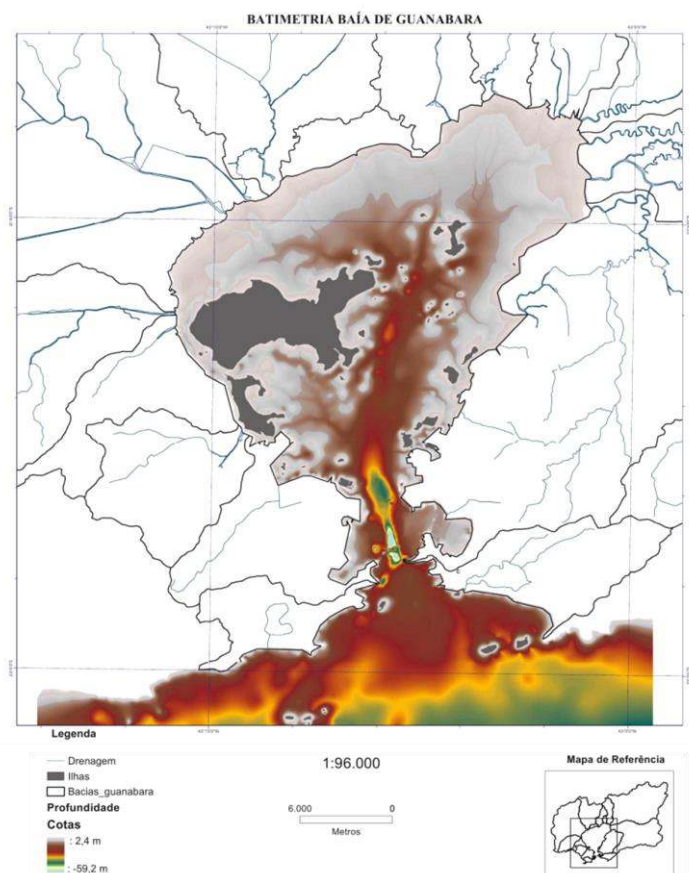 BATIMETRIA BAÍA DE GUANABARA
Legenda
Drenagem
Ilhas
Bacias_guanabara
Profundidade
Cotas
: 2,4 m
: -59,2 m
1:96.000
6.000 0
Metros
Mapa de Referência